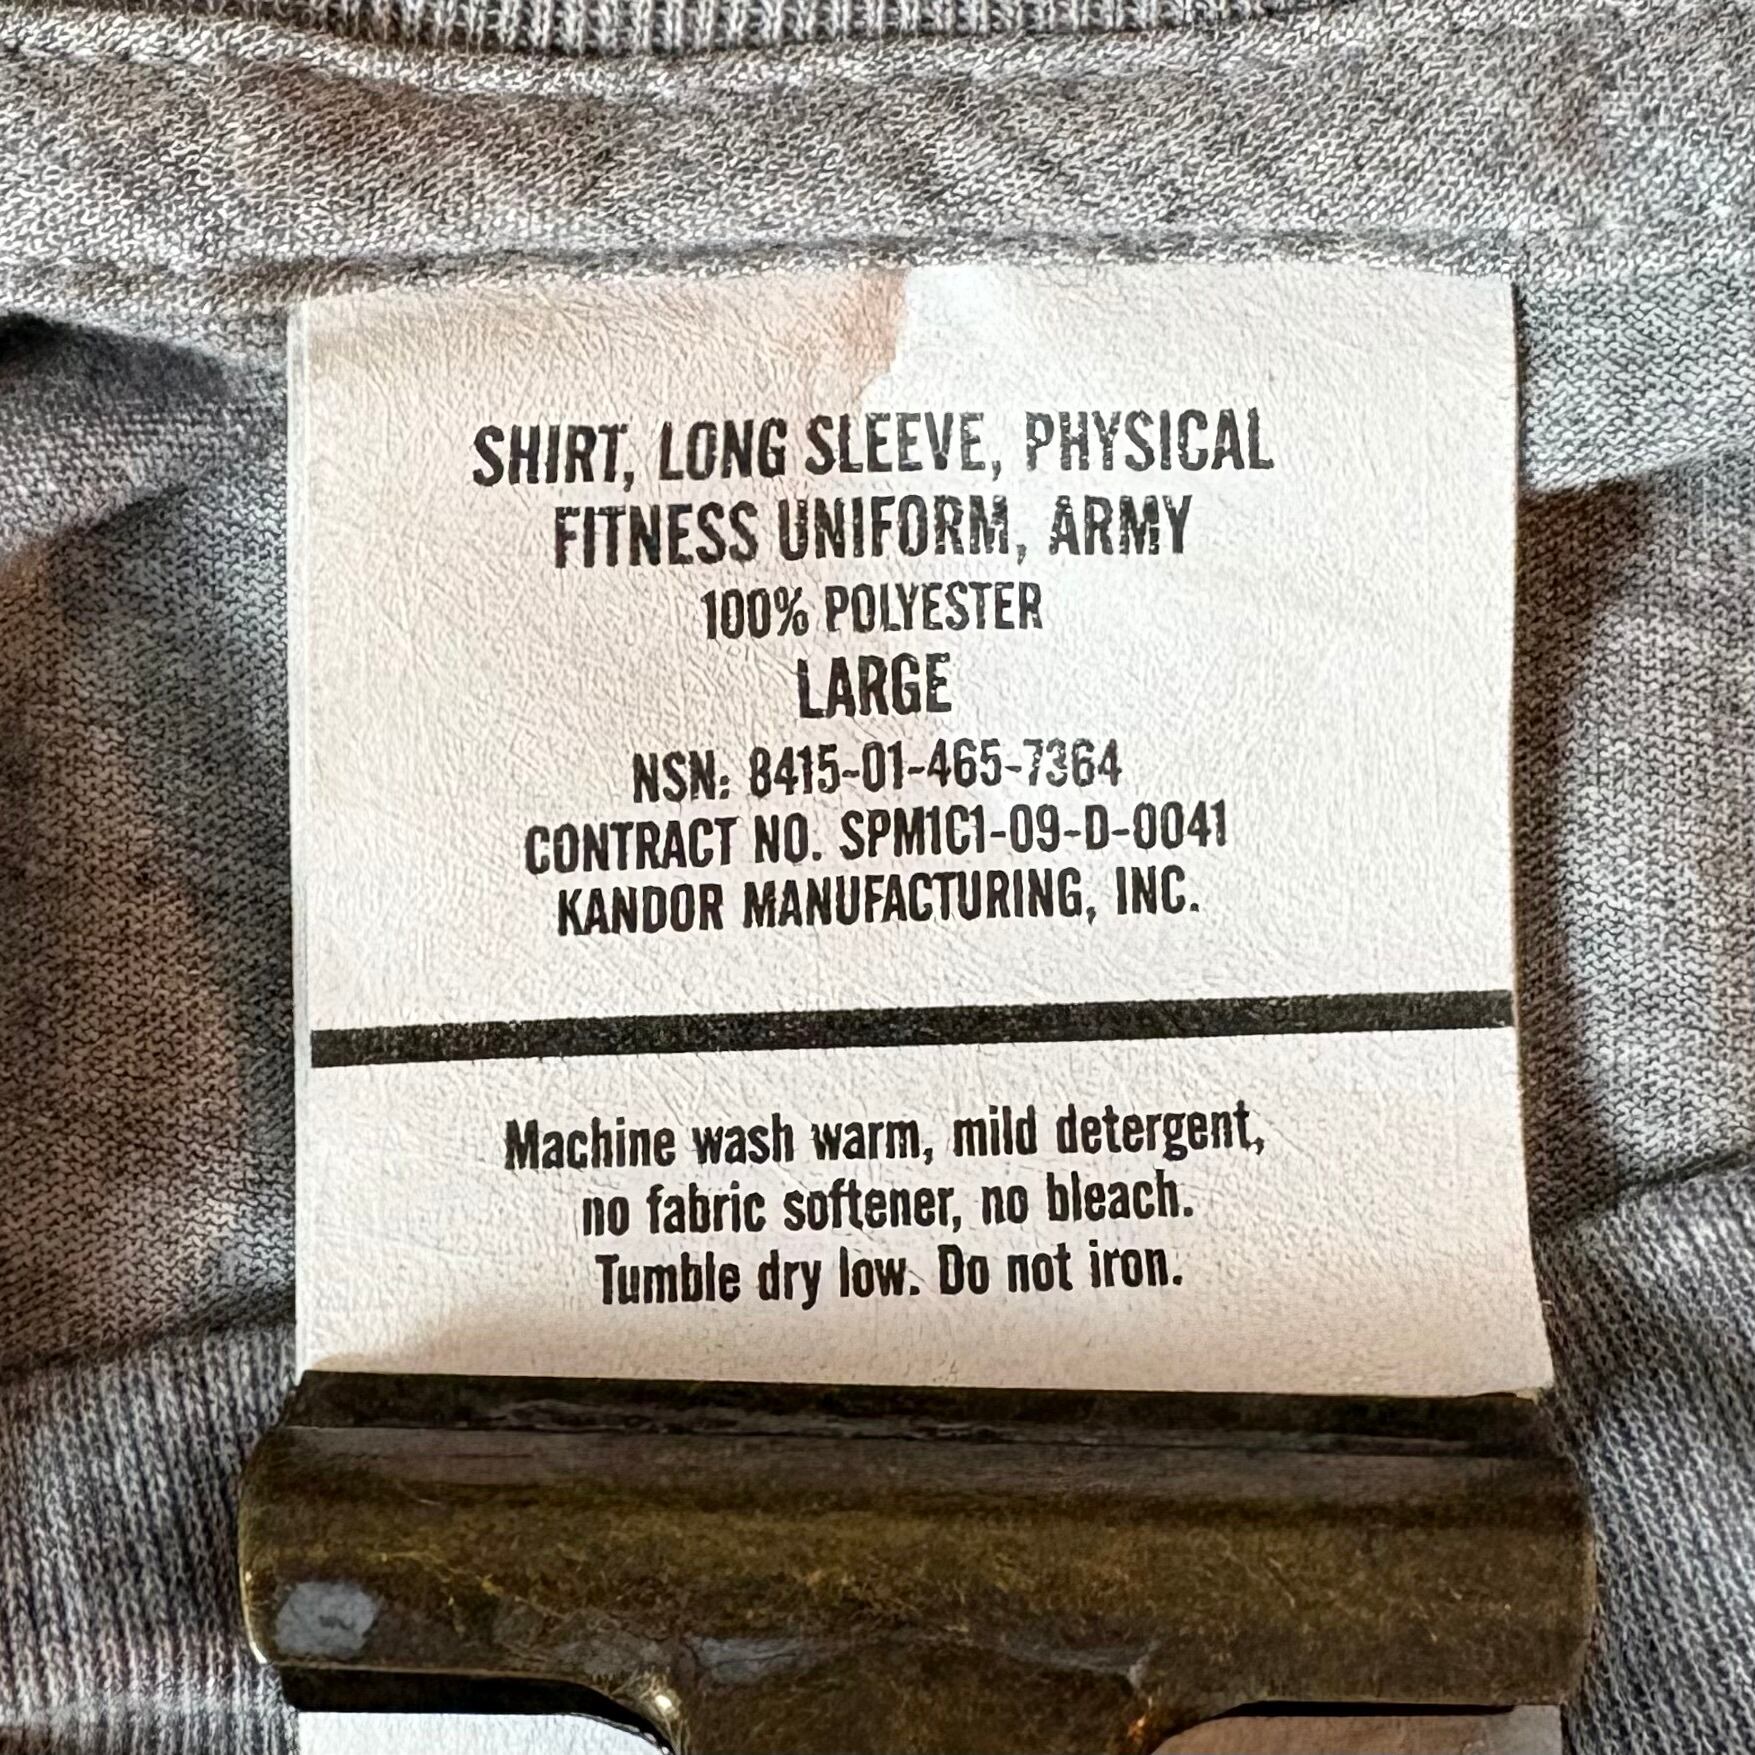 SHIRT, LONG SLEEVE, PHYSICAL
FITNESS UNIFORM, ARMY
100% POLYESTER
LARGE
NSN: 8415-01-465-7364
CONTRACT NO. SPM1C1-09-D-0041
KANDOR MANUFACTURING, INC.
Machine wash warm, mild detergent,
no fabric softener, no bleach.
Tumble dry low. Do not iron.